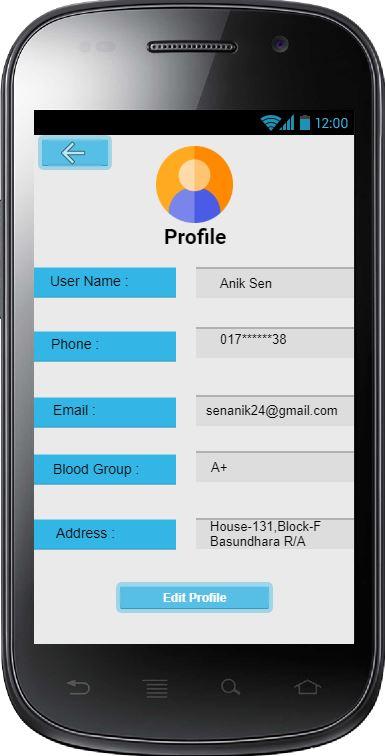 12:00
Profile
User Name :
Anik Sen
Phone :
017******38
Email :
senanik24@gmail.com
Blood Group :
A+
Address :
House-131,Block-F
Basundhara R/A
Edit Profile